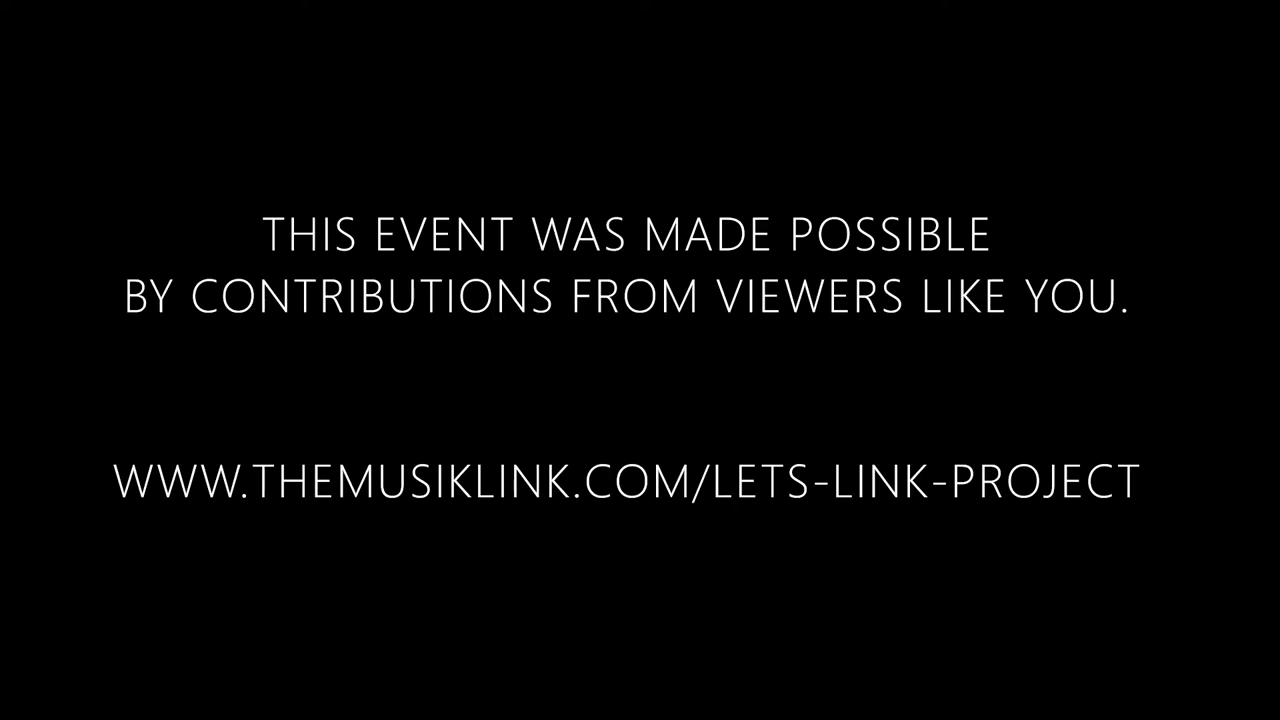 THIS EVENT WAS MADE POSSIBLE
BY CONTRIBUTIONS FROM VIEWERS LIKE YOU.
WWW.THEMUSIKLINK.COM/LETS-LINK-PROJECT